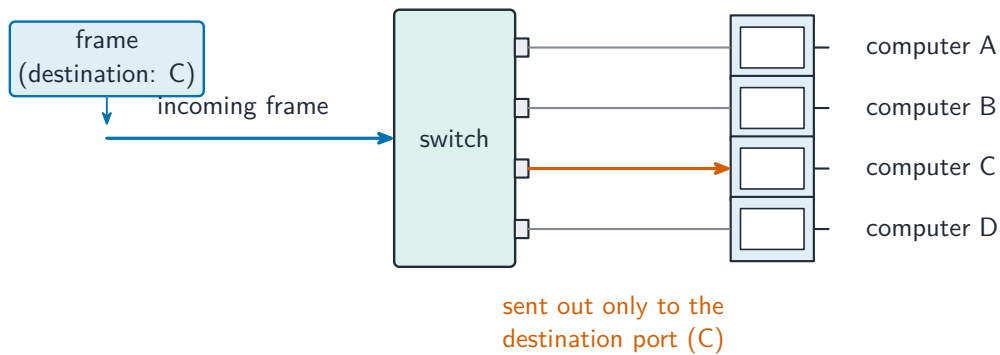 frame
(destination: C)
incoming frame
switch
computer A
computer B
computer C
computer D
sent out only to the
destination port (C)